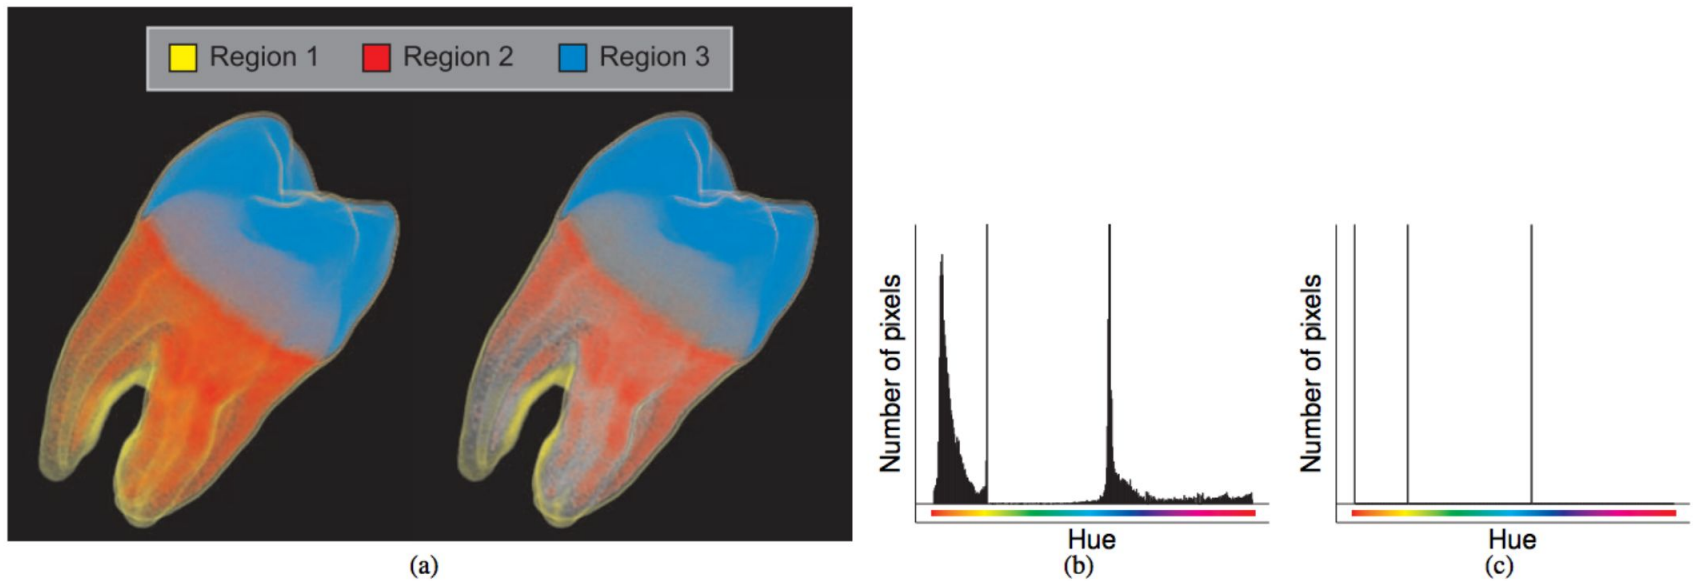 Region 1 Region 2 Region 3
(a)
Number of pixels
Hue
(b)
Number of pixels
Hue
(c)